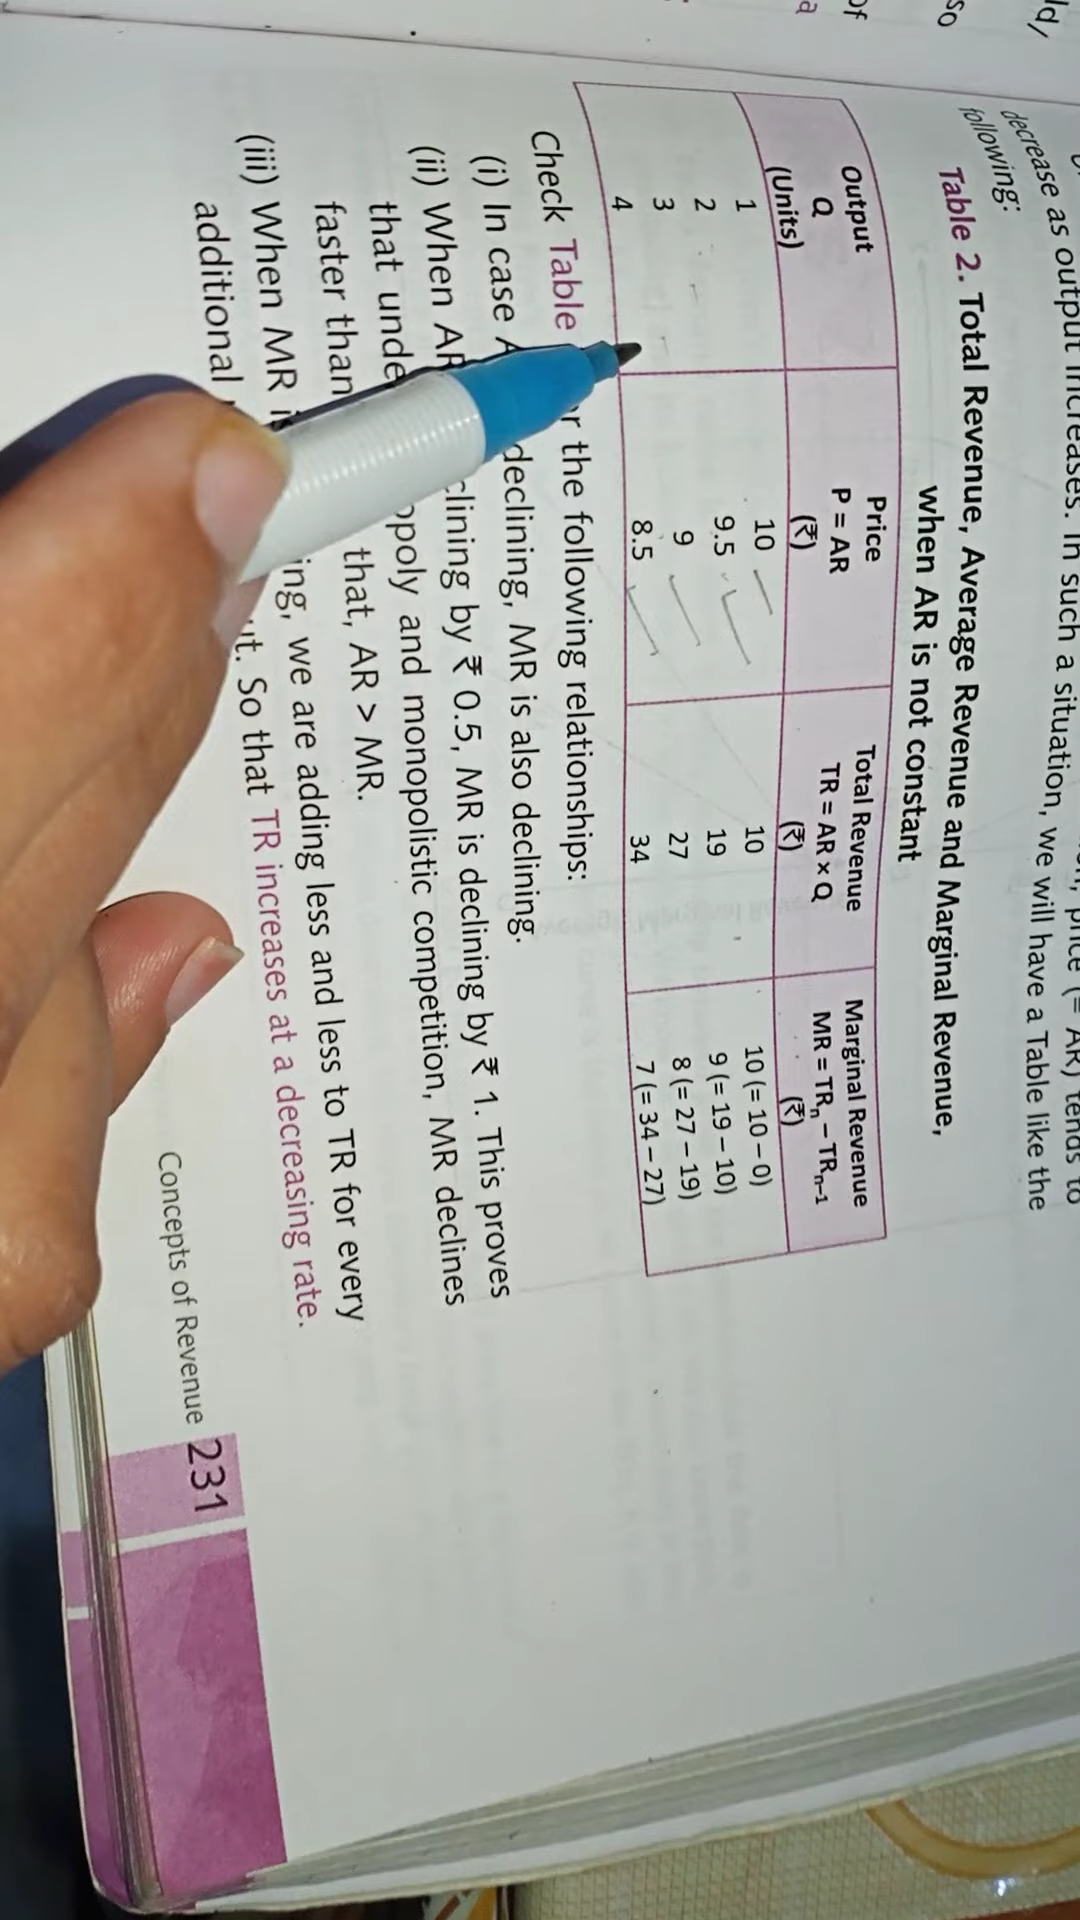 ld,
so
of
a
decrease as output increases. In such a situation, we will have a Table like the
following:
Table 2. Total Revenue, Average Revenue and Marginal Revenue,
when AR is not constant
Output Q (Units) Price P = AR (₹) Total Revenue TR = AR x Q (₹) Marginal Revenue MR = TRn – TRn–1 (₹)
1 10 10 10 (= 10 – 0)
2 9.5 19 9 (= 19 – 10)
3 9 27 8 (= 27 – 19)
4 8.5 34 7 (= 34 – 27)
Check Table the following relationships:
(i) In case declining, MR is also declining.
(ii) When AR by ₹ 0.5, MR is declining by ₹ 1. This proves
that and monopolistic competition, MR declines
faster than that, AR > MR.
(iii) When MR we are adding less and less to TR for every
additional So that TR increases at a decreasing rate.
Concepts of Revenue 231